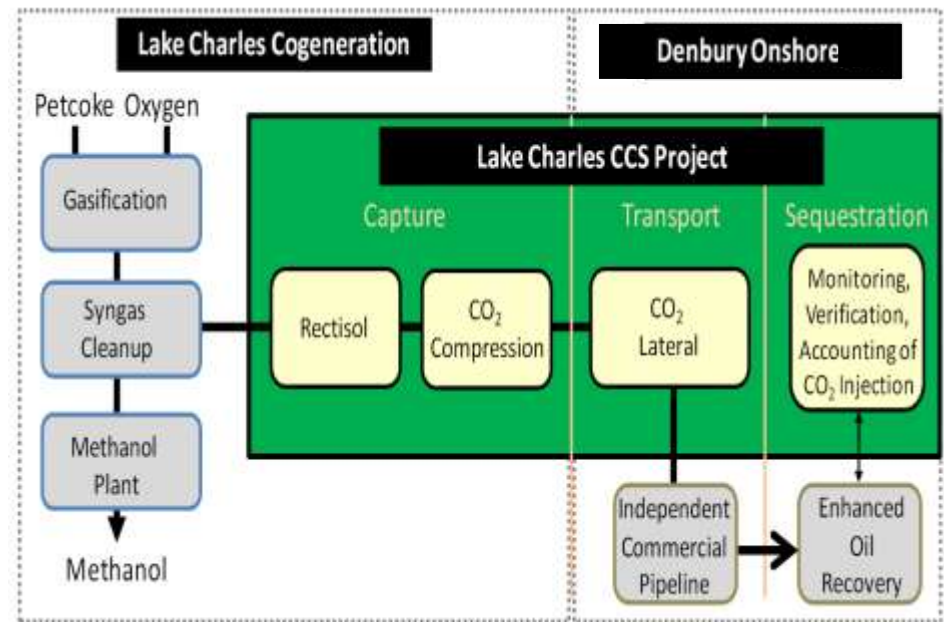 Lake Charles Cogeneration
Denbury Onshore
Petcoke Oxygen
Lake Charles CCS Project
Gasification
Capture
Transport
Sequestration
Syngas
Cleanup
Rectisol
CO₂
Compression
CO₂
Lateral
Monitoring,
Verification,
Accounting of
CO₂ Injection
Methanol
Plant
Independent
Commercial
Pipeline
Enhanced
Oil
Recovery
Methanol